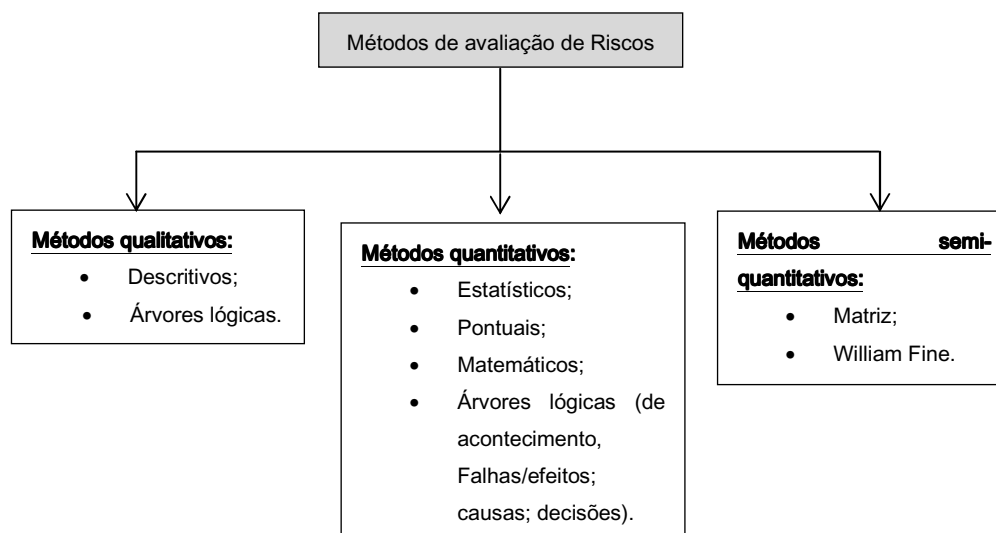 Métodos de avaliação de Riscos
Métodos qualitativos:
• Descritivos;
• Árvores lógicas.
Métodos quantitativos:
• Estatísticos;
• Pontuais;
• Matemáticos;
• Árvores lógicas (de
acontecimento,
Falhas/efeitos;
causas; decisões).
Métodos semi-
quantitativos:
• Matriz;
• William Fine.